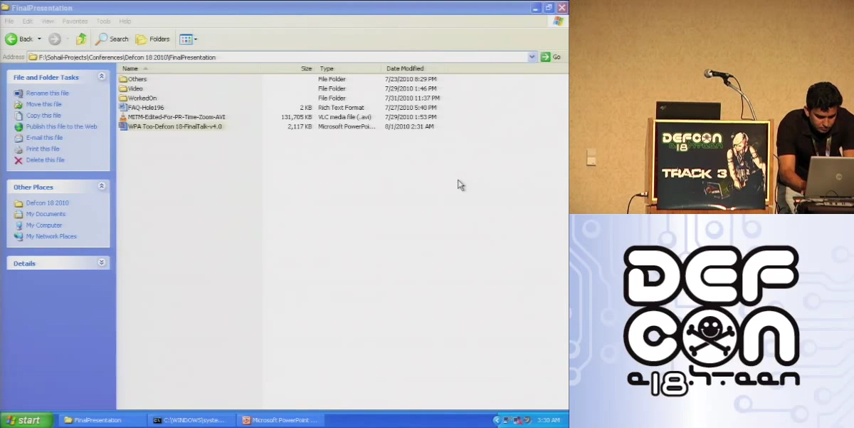 FinalPresentation
File Edit View Favorites Tools Help
Back Search Folders
Address F:\Sohail-Projects\Conferences\Defcon 18 2010\FinalPresentation Go
File and Folder Tasks
Rename this file
Move this file
Copy this file
Publish this file to the Web
E-mail this file
Print this file
Delete this file
Other Places
Defcon 18 2010
My Documents
My Computer
My Network Places
Details
Name Size Type Date Modified
Others File Folder 7/23/2010 8:29 PM
Video File Folder 7/29/2010 1:46 PM
WorkedOn File Folder 7/31/2010 11:37 PM
FAQ-Hole196 2 KB Rich Text Format 7/27/2010 5:40 PM
MITM-Edited-For-PR-Time-Zoom-AVI 131,705 KB VLC media file (.avi) 7/29/2010 1:53 PM
WPA Too-Defcon 18-FinalTalk-v4.0 2,117 KB Microsoft PowerPoi... 8/1/2010 2:31 AM
start FinalPresentation C:\WINDOWS\syste... Microsoft PowerPoint ... 3:30 AM
DEFCON
18
TRACK 3
DEF
CON
18